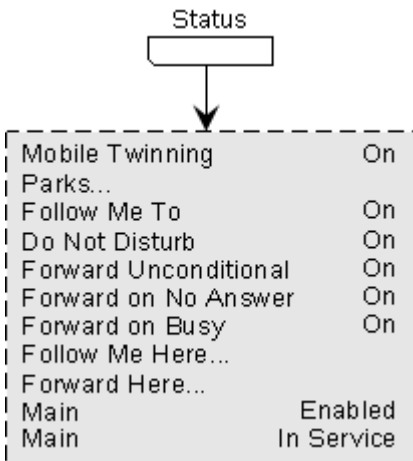 Status
Mobile Twinning On
Parks...
Follow Me To On
Do Not Disturb On
Forward Unconditional On
Forward on No Answer On
Forward on Busy On
Follow Me Here...
Forward Here...
Main Enabled
Main In Service